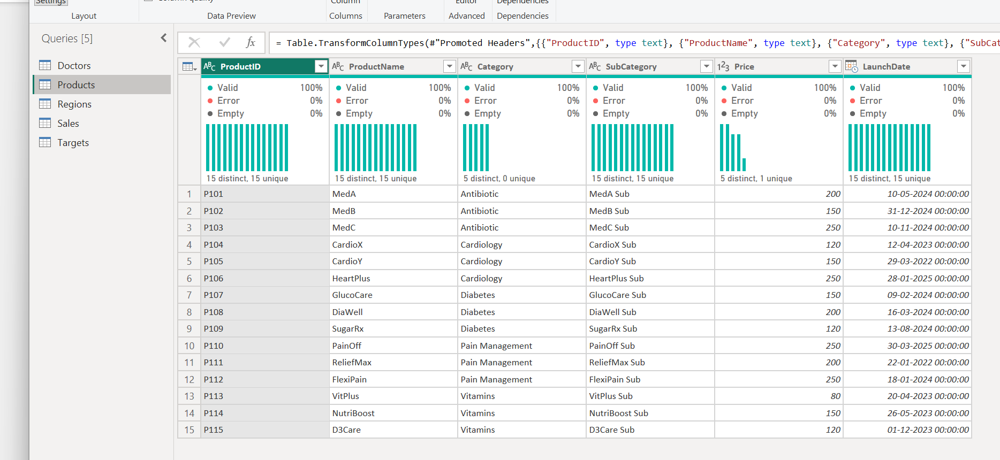 Settings
Column quality
Column
Editor
Dependencies
Layout
Data Preview
Columns
Parameters
Advanced
Dependencies
Queries [5]
Doctors
Products
Regions
Sales
Targets
fx
= Table.TransformColumnTypes(#"Promoted Headers",{{"ProductID", type text}, {"ProductName", type text}, {"Category", type text}, {"SubCat
ABC ProductID ABC ProductName ABC Category ABC SubCategory 123 Price LaunchDate
Valid 100% Valid 100% Valid 100% Valid 100% Valid 100% Valid 100%
Error 0% Error 0% Error 0% Error 0% Error 0% Error 0%
Empty 0% Empty 0% Empty 0% Empty 0% Empty 0% Empty 0%
15 distinct, 15 unique 15 distinct, 15 unique 5 distinct, 0 unique 15 distinct, 15 unique 5 distinct, 1 unique 15 distinct, 15 unique
1 P101 MedA Antibiotic MedA Sub 200 10-05-2024 00:00:00
2 P102 MedB Antibiotic MedB Sub 150 31-12-2024 00:00:00
3 P103 MedC Antibiotic MedC Sub 250 10-11-2024 00:00:00
4 P104 CardioX Cardiology CardioX Sub 120 12-04-2023 00:00:00
5 P105 CardioY Cardiology CardioY Sub 150 29-03-2022 00:00:00
6 P106 HeartPlus Cardiology HeartPlus Sub 250 28-01-2025 00:00:00
7 P107 GlucoCare Diabetes GlucoCare Sub 150 09-02-2024 00:00:00
8 P108 DiaWell Diabetes DiaWell Sub 200 16-03-2024 00:00:00
9 P109 SugarRx Diabetes SugarRx Sub 120 13-08-2024 00:00:00
10 P110 PainOff Pain Management PainOff Sub 250 30-03-2025 00:00:00
11 P111 ReliefMax Pain Management ReliefMax Sub 200 22-01-2022 00:00:00
12 P112 FlexiPain Pain Management FlexiPain Sub 250 18-01-2024 00:00:00
13 P113 VitPlus Vitamins VitPlus Sub 80 20-04-2023 00:00:00
14 P114 NutriBoost Vitamins NutriBoost Sub 150 26-05-2023 00:00:00
15 P115 D3Care Vitamins D3Care Sub 120 01-12-2023 00:00:00